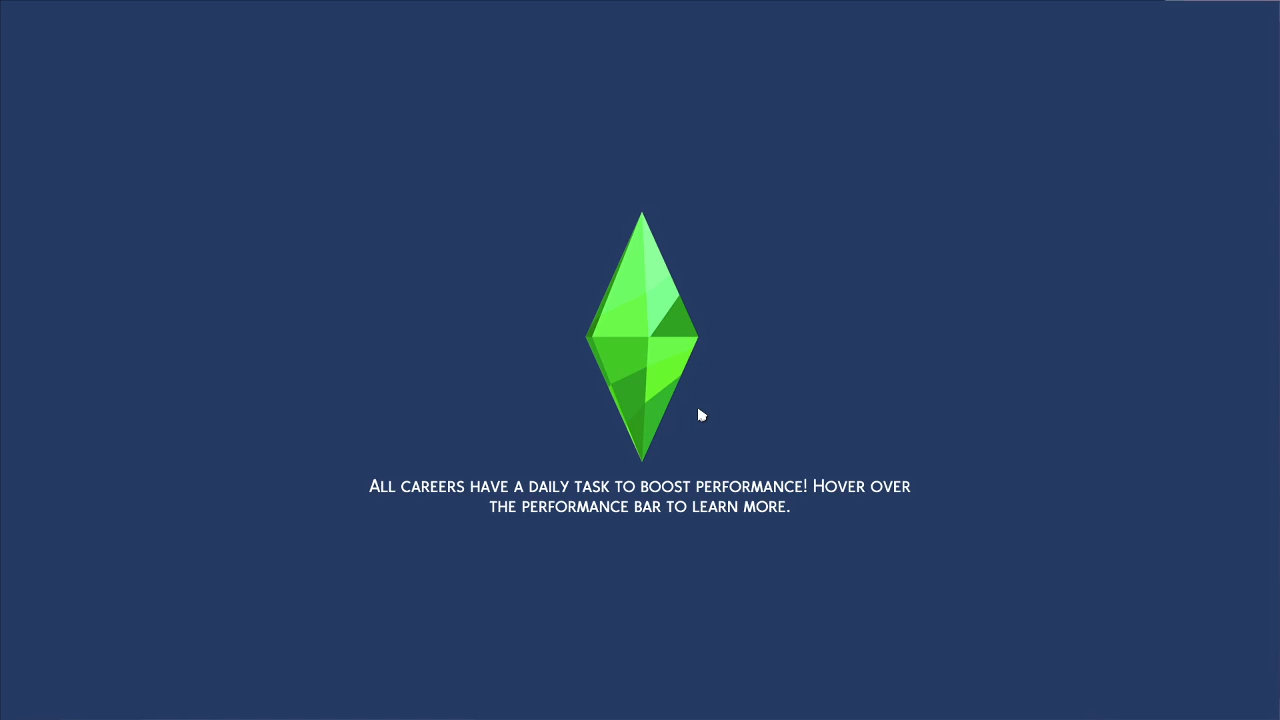 All careers have a daily task to boost performance! Hover over
the performance bar to learn more.